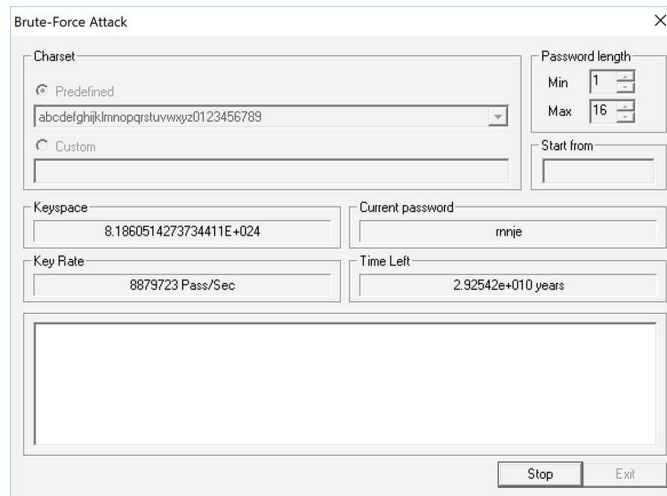 Brute-Force Attack
Charset
Predefined
abcdefghijklmnopqrstuvwxyz0123456789
Custom
Password length
Min 1
Max 16
Start from
Keyspace
8.1860514273734411E+024
Current password
rnnje
Key Rate
8879723 Pass/Sec
Time Left
2.92542e+010 years
Stop
Exit